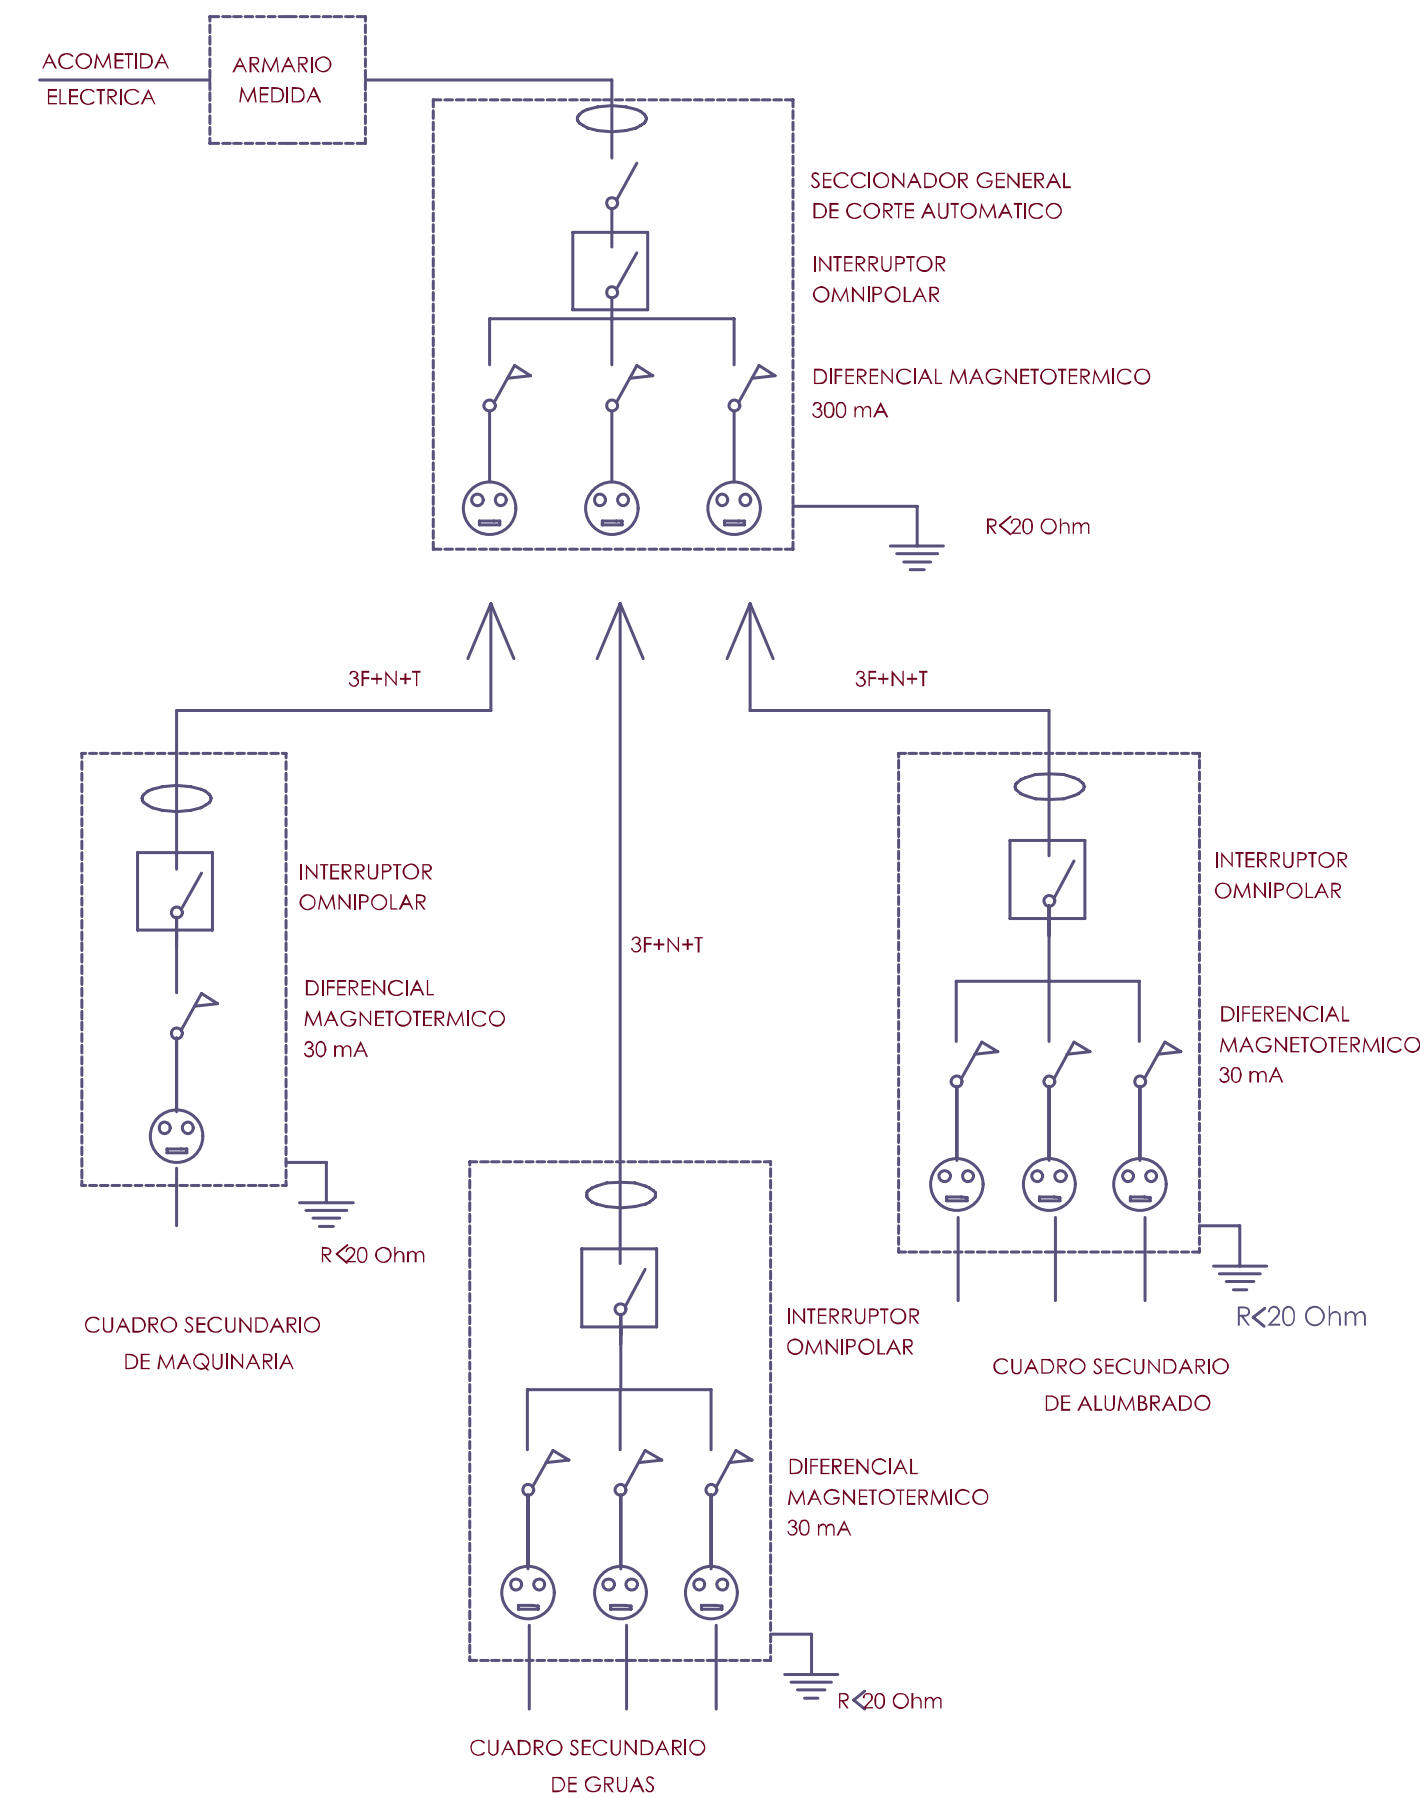 ACOMETIDA
ELECTRICA
ARMARIO
MEDIDA
SECCIONADOR GENERAL
DE CORTE AUTOMATICO
INTERRUPTOR
OMNIPOLAR
DIFERENCIAL MAGNETOTERMICO
300 mA
R<20 Ohm
3F+N+T
3F+N+T
INTERRUPTOR
OMNIPOLAR
DIFERENCIAL
MAGNETOTERMICO
30 mA
R<20 Ohm
CUADRO SECUNDARIO
DE MAQUINARIA
3F+N+T
INTERRUPTOR
OMNIPOLAR
DIFERENCIAL
MAGNETOTERMICO
30 mA
R<20 Ohm
CUADRO SECUNDARIO
DE ALUMBRADO
INTERRUPTOR
OMNIPOLAR
DIFERENCIAL
MAGNETOTERMICO
30 mA
R<20 Ohm
CUADRO SECUNDARIO
DE GRUAS